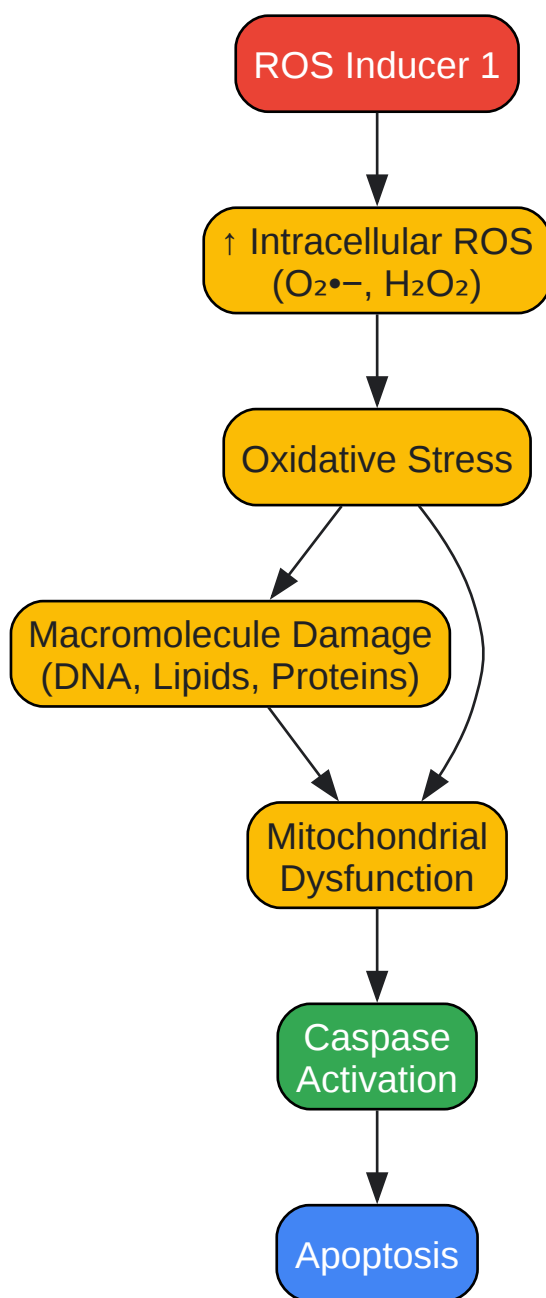 ROS Inducer 1
↑ Intracellular ROS
(O₂•−, H₂O₂)
Oxidative Stress
Macromolecule Damage
(DNA, Lipids, Proteins)
Mitochondrial
Dysfunction
Caspase
Activation
Apoptosis